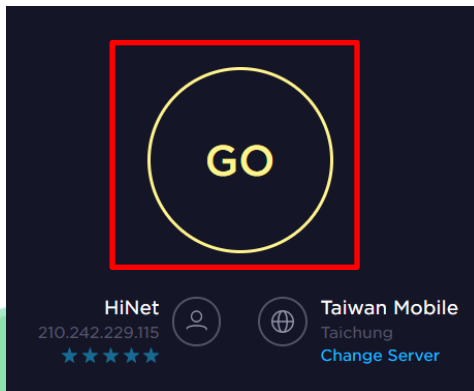 GO
HiNet
210.242.229.115
Taiwan Mobile
Taichung
Change Server